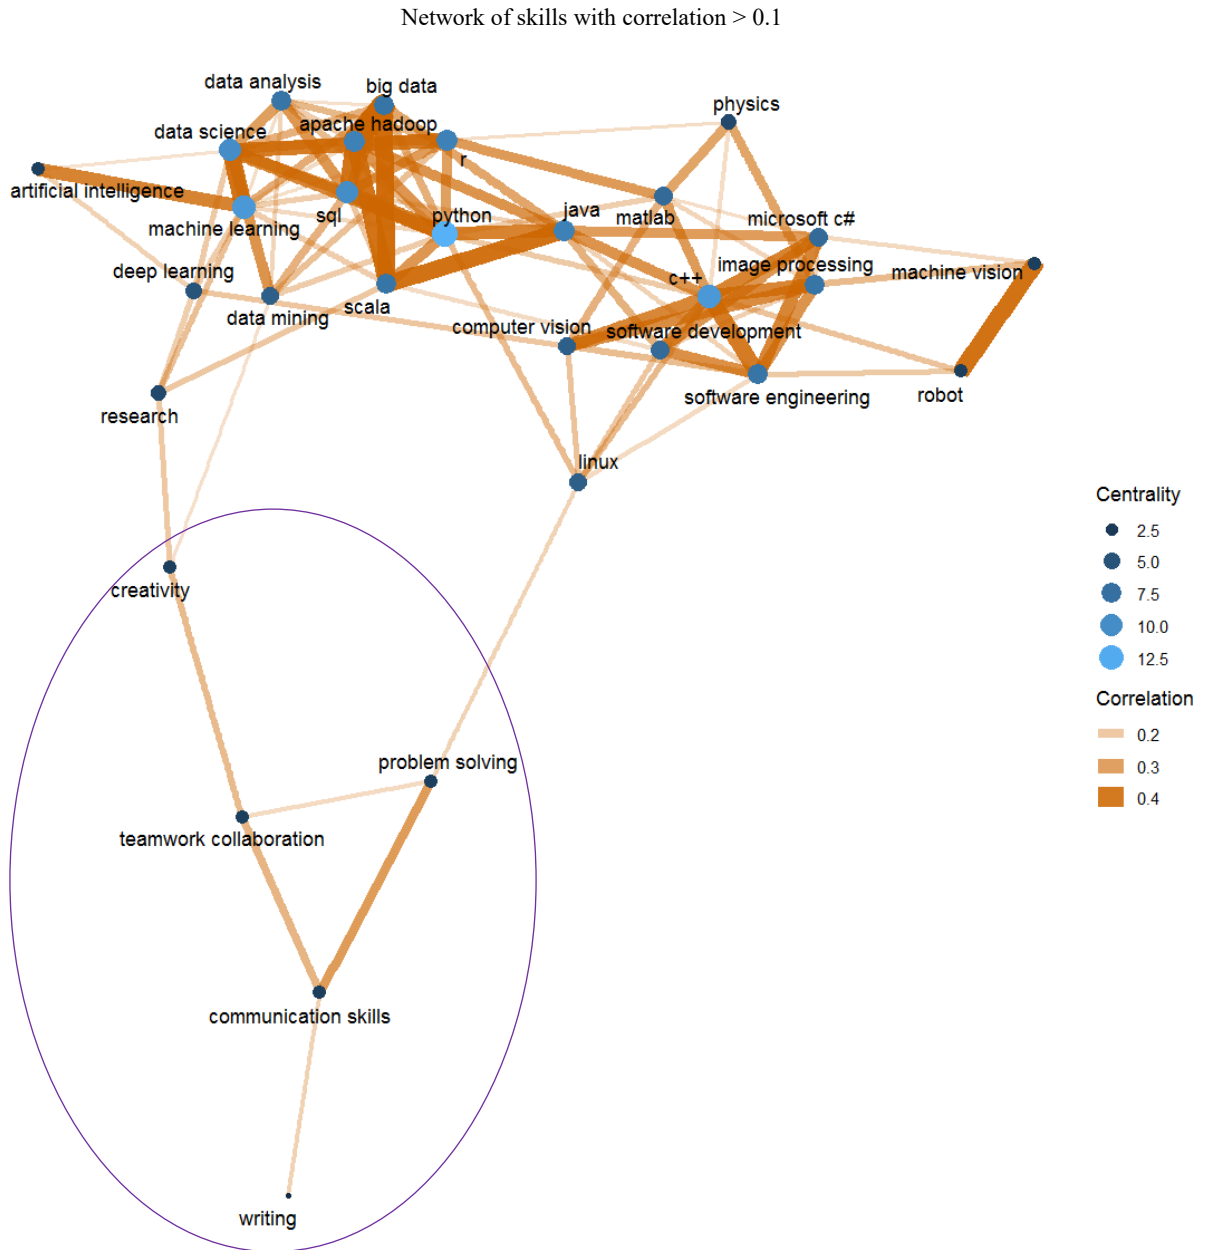 Network of skills with correlation > 0.1
data analysis
big data
physics
data science
apache hadoop
r
artificial intelligence
machine learning
sql
python
java
matlab
microsoft c#
deep learning
image processing
machine vision
c++
data mining
scala
computer vision
software development
research
software engineering
robot
linux
creativity
problem solving
teamwork collaboration
communication skills
writing
Centrality
2.5
5.0
7.5
10.0
12.5
Correlation
0.2
0.3
0.4